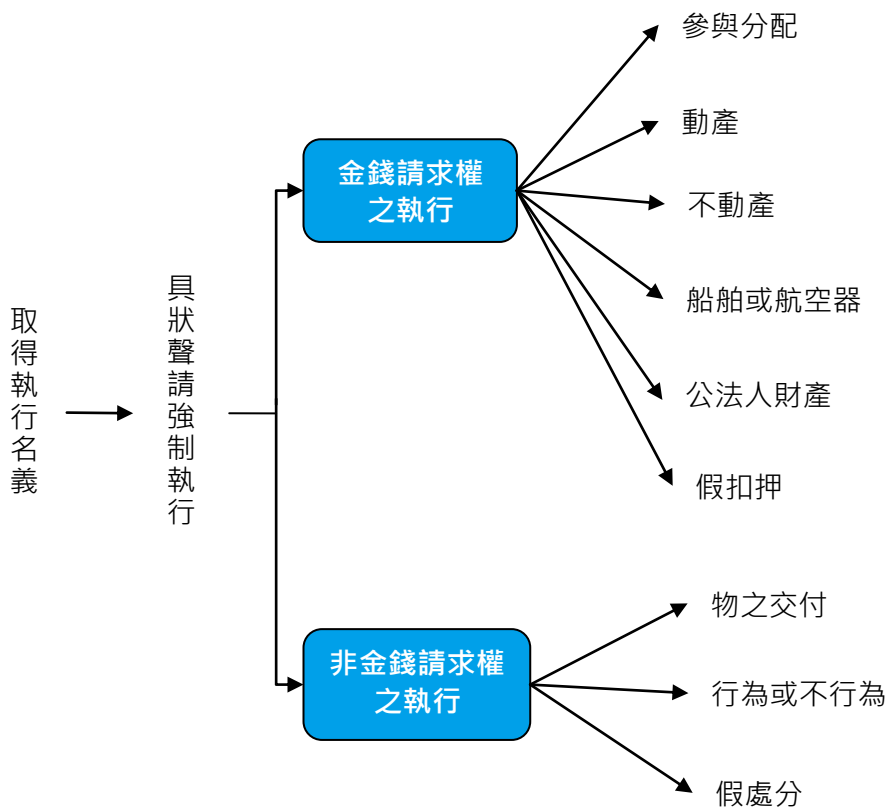 取得執行名義
具狀聲請強制執行
金錢請求權
之執行
參與分配
動產
不動產
船舶或航空器
公法人財產
假扣押
非金錢請求權
之執行
物之交付
行為或不行為
假處分